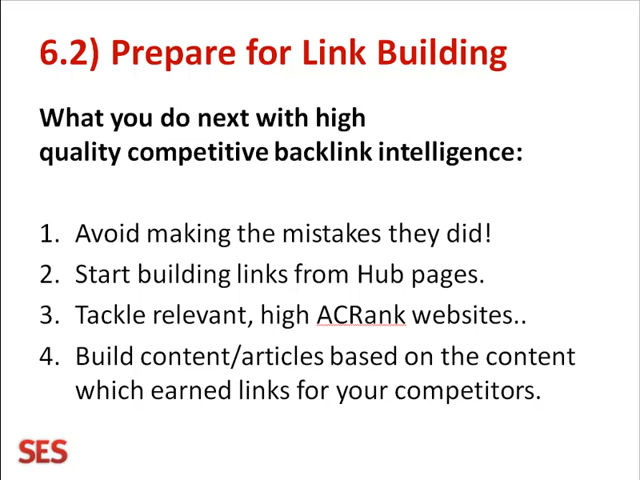 6.2) Prepare for Link Building
What you do next with high
quality competitive backlink intelligence:
1. Avoid making the mistakes they did!
2. Start building links from Hub pages.
3. Tackle relevant, high ACRank websites..
4. Build content/articles based on the content
which earned links for your competitors.
SES